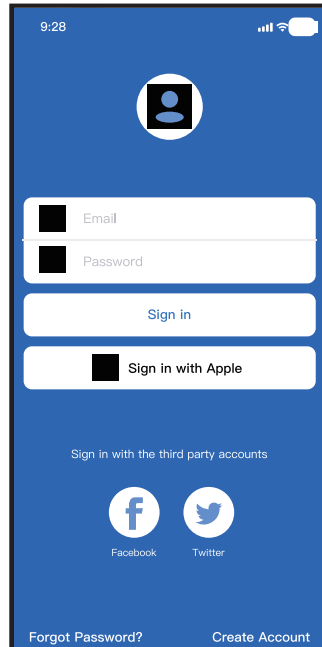 9:28
Email
Password
Sign in
Sign in with Apple
Sign in with the third party accounts
Facebook Twitter
Forgot Password? Create Account